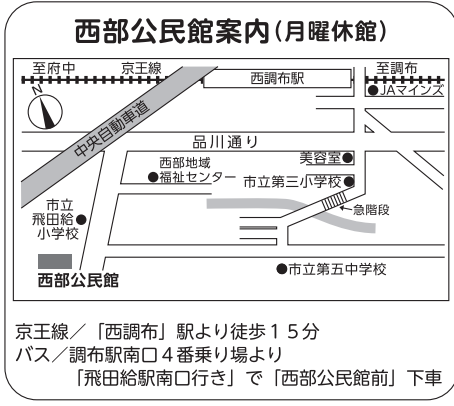 西部公民館案内(月曜休館)
至府中
京王線
西調布駅
至調布
N
●JAマインズ
中央自動車道
品川通り
美容室●
西部地域
●福祉センター
市立第三小学校●
市立
飛田給●
小学校
←急階段
西部公民館
●市立第五中学校
京王線/「西調布」駅より徒歩15分
バス/調布駅南口4番乗り場より
「飛田給駅南口行き」で「西部公民館前」下車